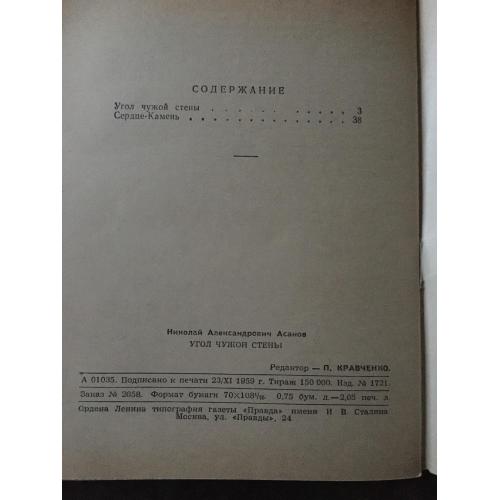 СОДЕРЖАНИЕ
Угол чужой стены . . . . . . . . . . . 3
Сердце-Камень . . . . . . . . . . . . . 38
Николай Александрович Асанов
УГОЛ ЧУЖОЙ СТЕНЫ
Редактор — П. КРАВЧЕНКО.
А 01035. Подписано к печати 23/XI 1959 г. Тираж 150 000. Изд. № 1721.
Заказ № 2658. Формат бумаги 70×108¹/₃₂. 0,75 бум. л.—2,05 печ. л
Ордена Ленина типография газеты «Правда» имени И В Сталина
Москва, ул. «Правды», 24